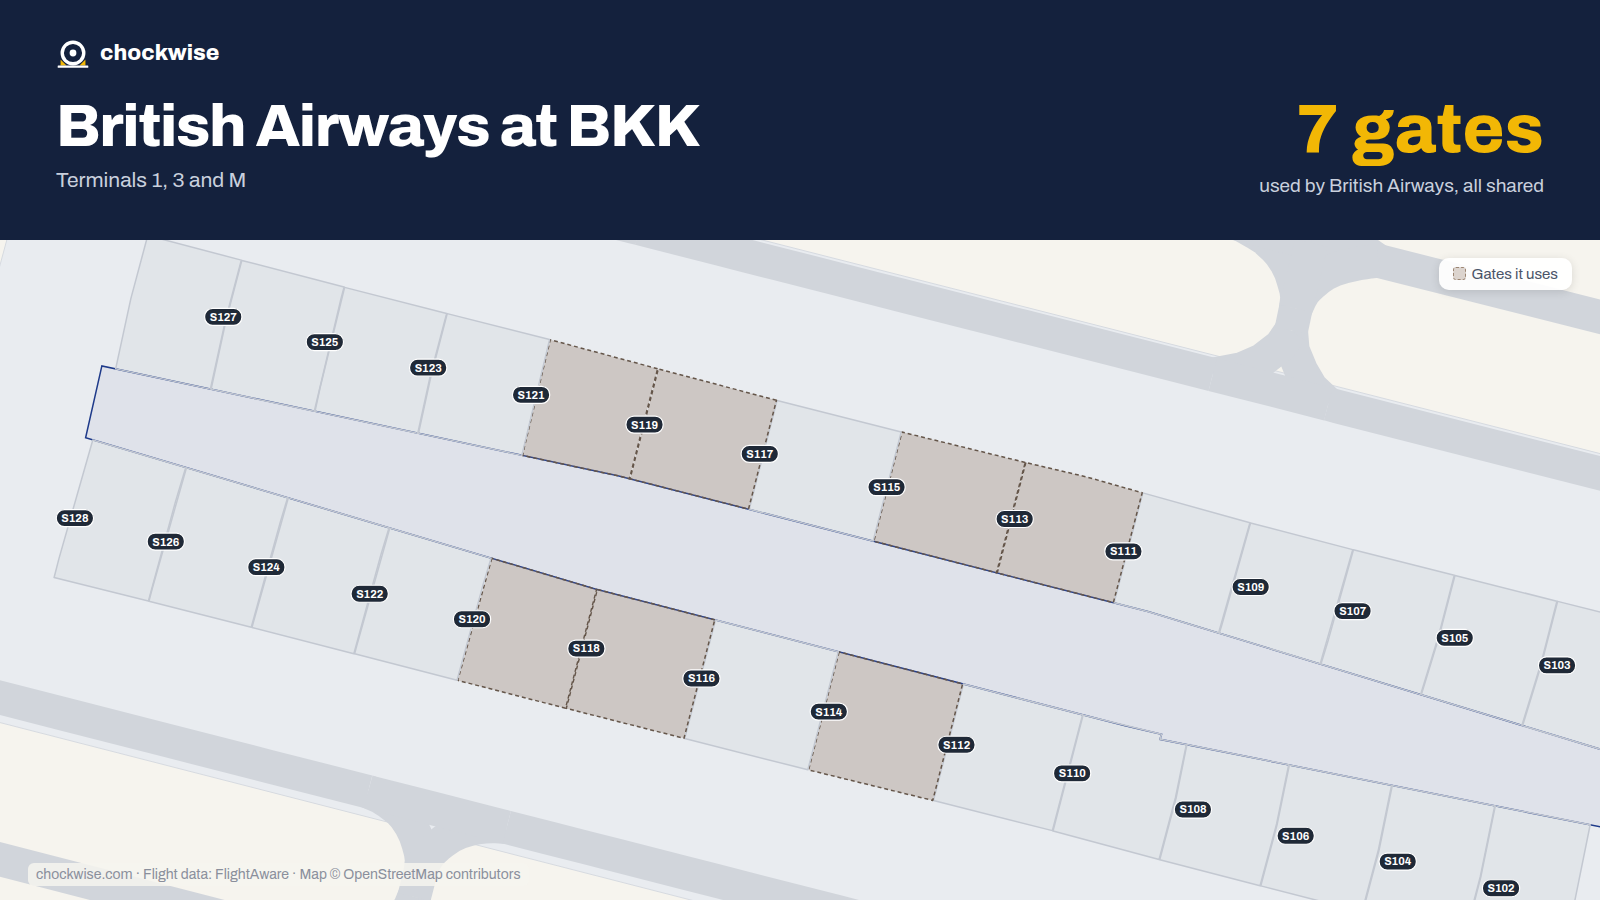 chockwise
British Airways at BKK
Terminals 1, 3 and M
7 gates
used by British Airways, all shared
Gates it uses
S127
S125
S123
S121
S119
S117
S115
S113
S111
S109
S107
S105
S103
S128
S126
S124
S122
S120
S118
S116
S114
S112
S110
S108
S106
S104
S102
chockwise.com · Flight data: FlightAware · Map © OpenStreetMap contributors